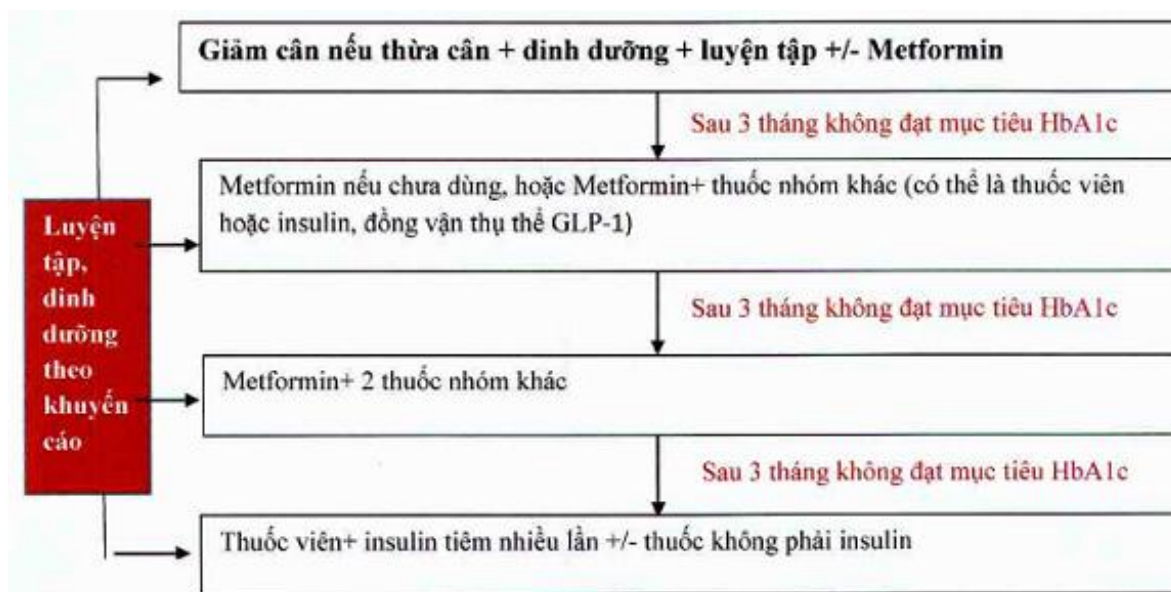 Giảm cân nếu thừa cân + dinh dưỡng + luyện tập +/- Metformin
Sau 3 tháng không đạt mục tiêu HbA1c
Metformin nếu chưa dùng, hoặc Metformin+ thuốc nhóm khác (có thể là thuốc viên
hoặc insulin, đồng vận thụ thể GLP-1)
Sau 3 tháng không đạt mục tiêu HbA1c
Metformin+ 2 thuốc nhóm khác
Sau 3 tháng không đạt mục tiêu HbA1c
Thuốc viên+ insulin tiêm nhiều lần +/- thuốc không phải insulin
Luyện
tập,
dinh
dưỡng
theo
khuyến
cáo